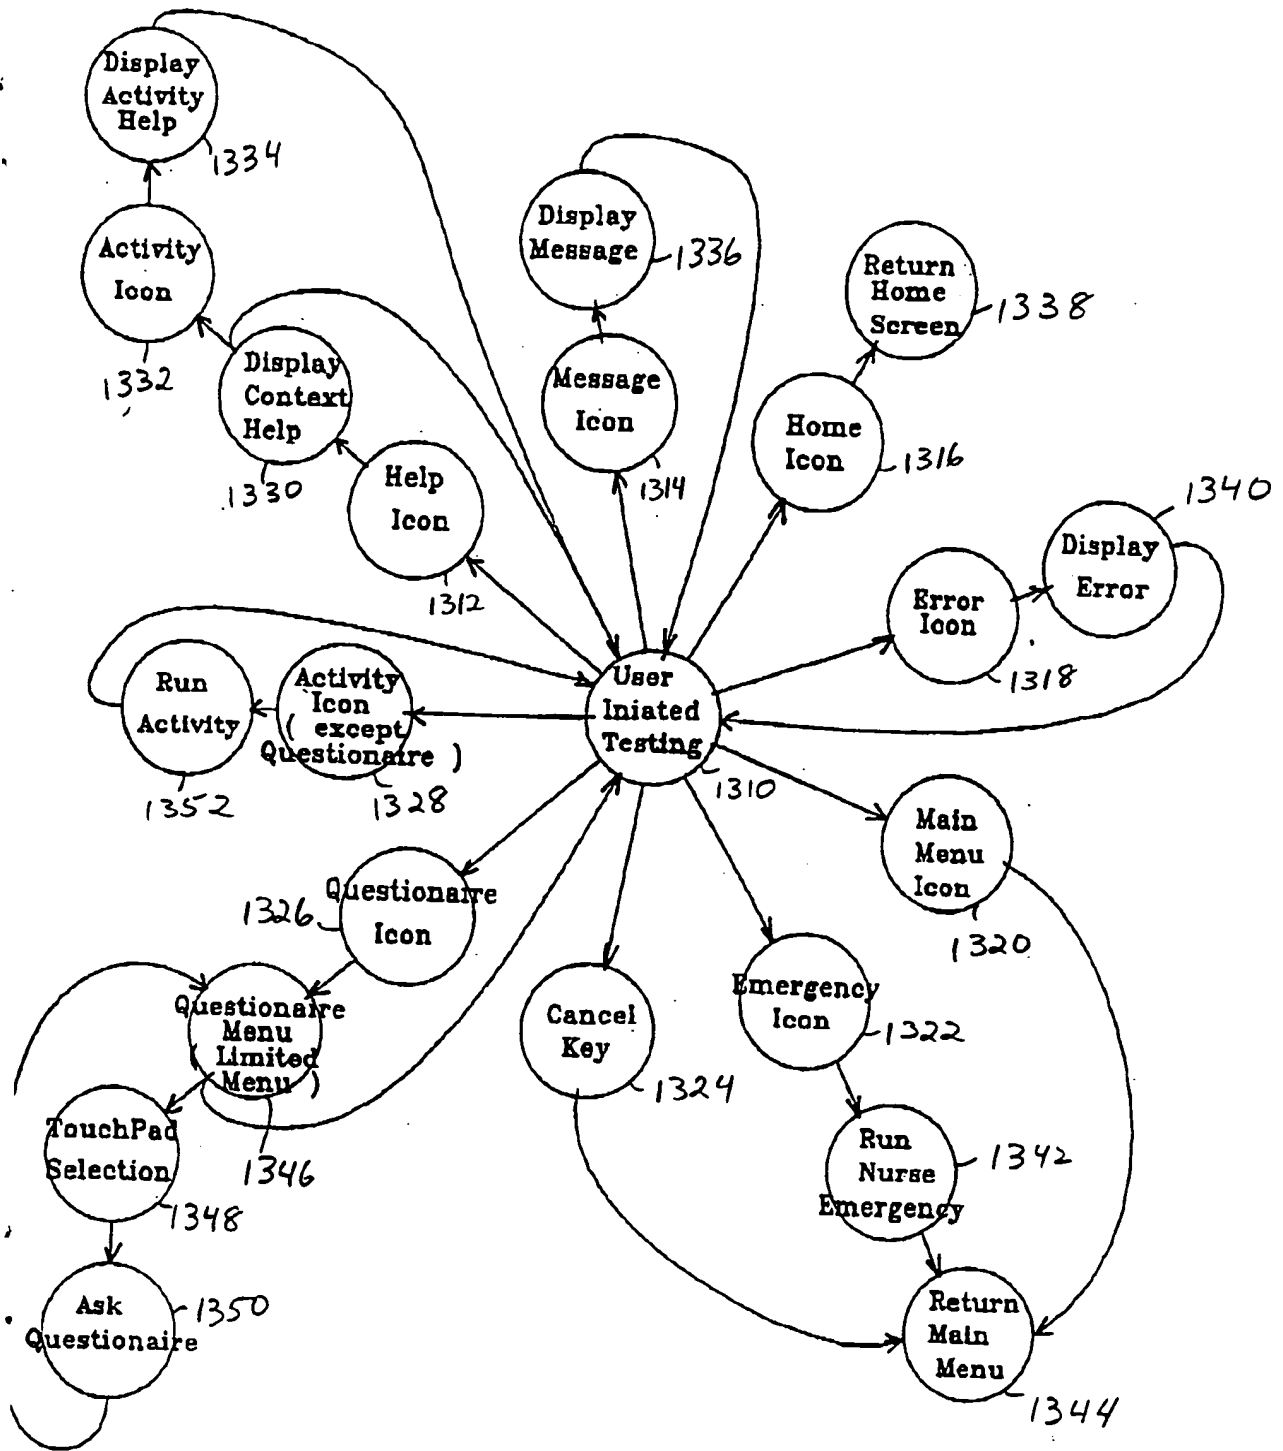 Display
Activity
Help
1334
Activity
Icon
1332
Display
Context
Help
1330
Help
Icon
1312
Display
Message
1336
Message
Icon
1314
Return
Home
Screen
1338
Home
Icon
1316
1340
Display
Error
Error
Icon
1318
User
Iniated
Testing
1310
Run
Activity
1352
Activity
Icon
( except
Questionaire )
1328
Main
Menu
Icon
1320
Questionaire
Icon
1326
Questionaire
Menu
( Limited
Menu )
1346
TouchPad
Selection
1348
Ask
Questionaire
1350
Cancel
Key
1324
Emergency
Icon
1322
Run
Nurse
Emergency
1342
Return
Main
Menu
1344